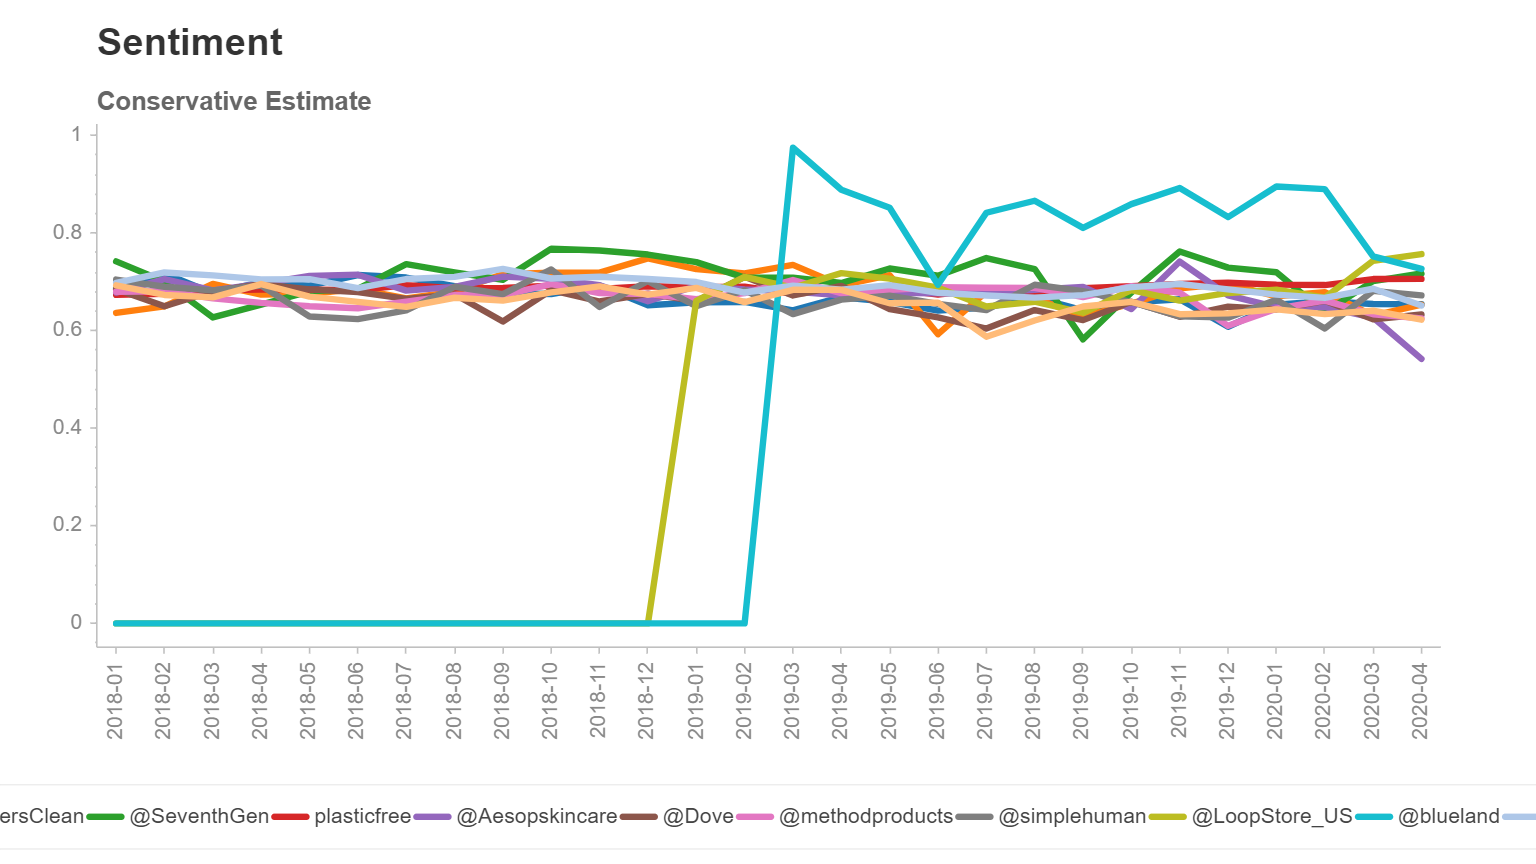 Sentiment
Conservative Estimate
1
0.8
0.6
0.4
0.2
0
2018-01 2018-02 2018-03 2018-04 2018-05 2018-06 2018-07 2018-08 2018-09 2018-10 2018-11 2018-12 2019-01 2019-02 2019-03 2019-04 2019-05 2019-06 2019-07 2019-08 2019-09 2019-10 2019-11 2019-12 2020-01 2020-02 2020-03 2020-04
ersClean @SeventhGen plasticfree @Aesopskincare @Dove @methodproducts @simplehuman @LoopStore_US @blueland